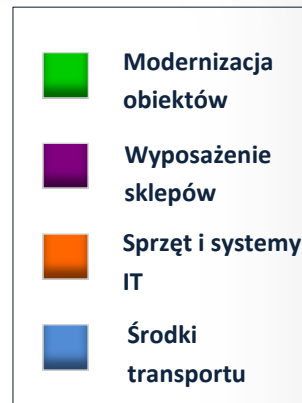 Modernizacja
obiektów
Wyposażenie
sklepów
Sprzęt i systemy
IT
Środki
transportu